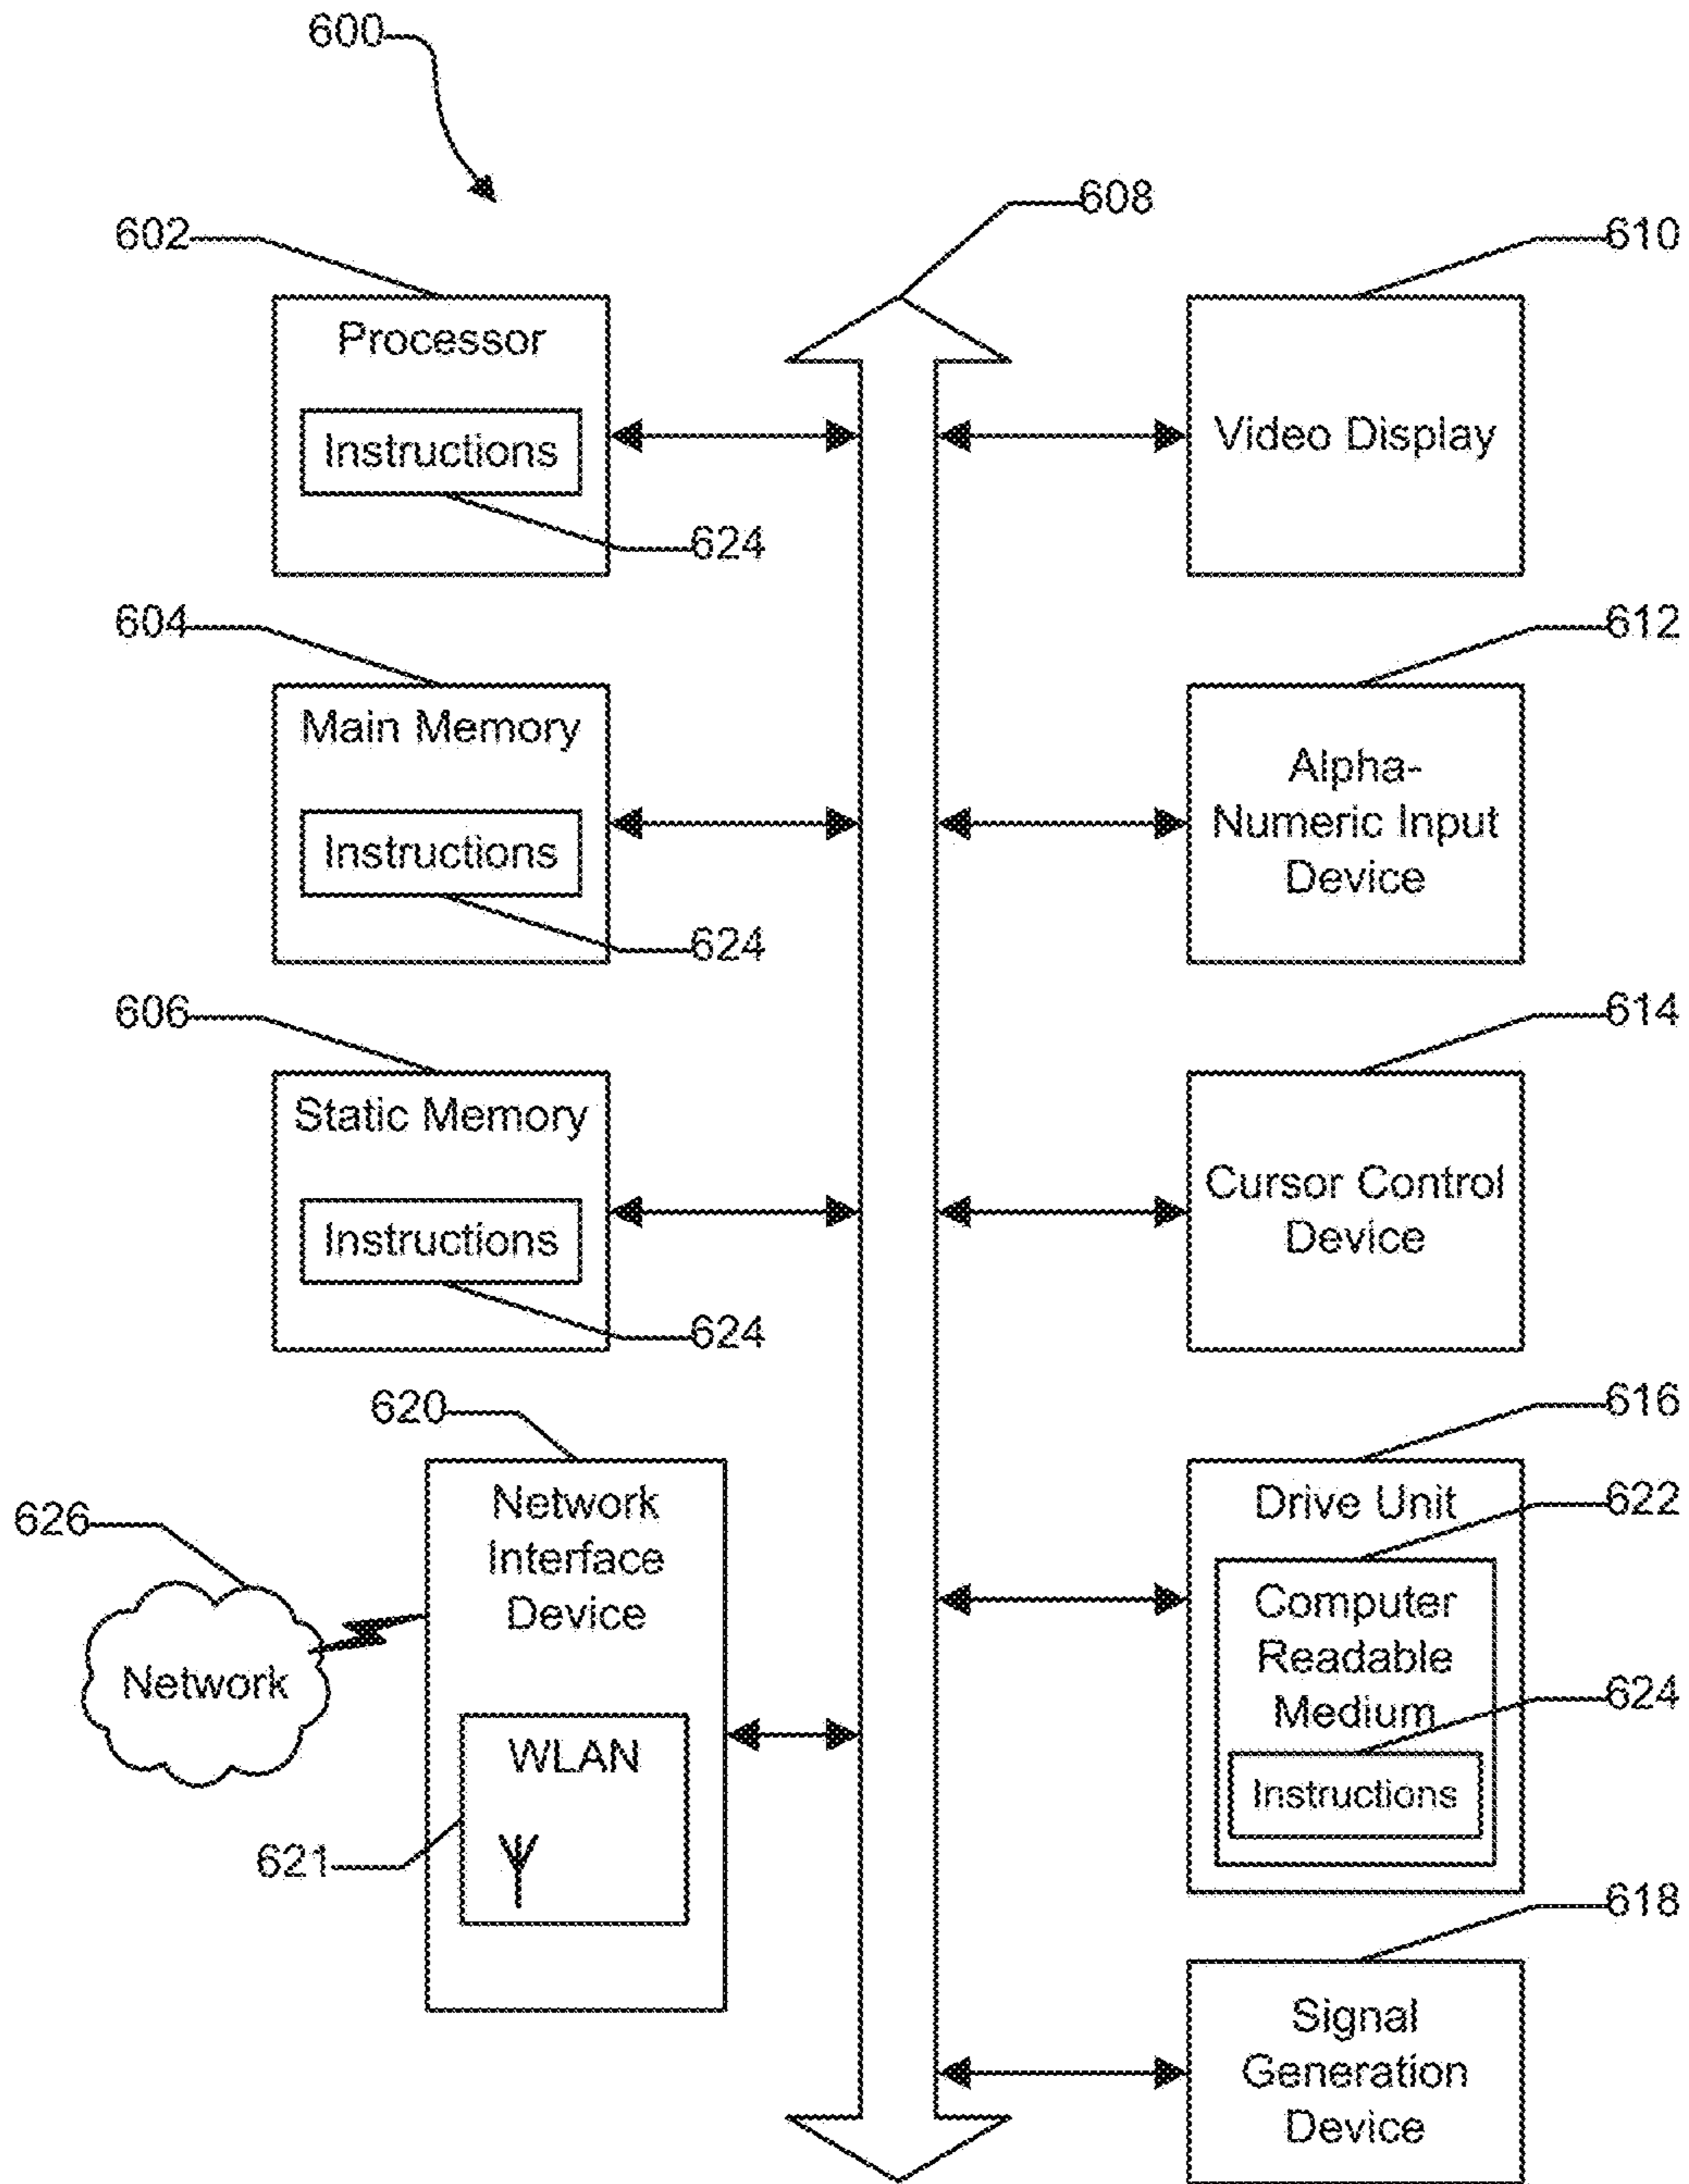 600
608
602
610
Processor
Instructions
624
Video Display
604
612
Main Memory
Instructions
624
Alpha-
Numeric Input
Device
606
614
Static Memory
Instructions
624
Cursor Control
Device
620
616
626
Network
Network
Interface
Device
WLAN
621
Drive Unit
622
Computer
Readable
Medium
624
Instructions
618
Signal
Generation
Device